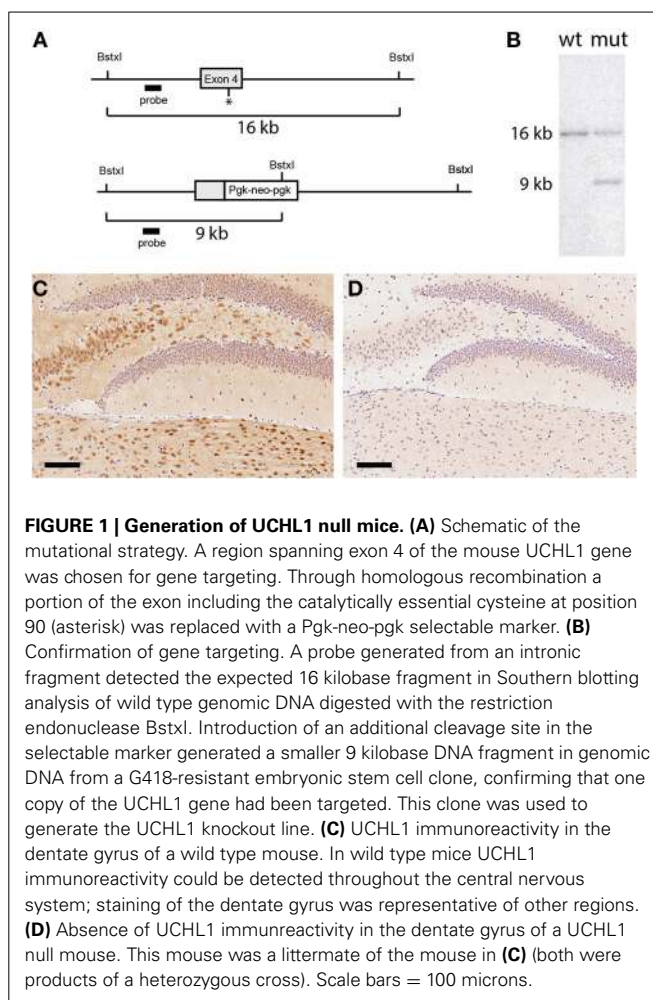 A
B
wt mut
BstxI
BstxI
Exon 4
probe
*
16 kb
16 kb
9 kb
BstxI
BstxI
BstxI
Pgk-neo-pgk
probe
9 kb
C
D
FIGURE 1 | Generation of UCHL1 null mice. (A) Schematic of the
mutational strategy. A region spanning exon 4 of the mouse UCHL1 gene
was chosen for gene targeting. Through homologous recombination a
portion of the exon including the catalytically essential cysteine at position
90 (asterisk) was replaced with a Pgk-neo-pgk selectable marker. (B)
Confirmation of gene targeting. A probe generated from an intronic
fragment detected the expected 16 kilobase fragment in Southern blotting
analysis of wild type genomic DNA digested with the restriction
endonuclease BstxI. Introduction of an additional cleavage site in the
selectable marker generated a smaller 9 kilobase DNA fragment in genomic
DNA from a G418-resistant embryonic stem cell clone, confirming that one
copy of the UCHL1 gene had been targeted. This clone was used to
generate the UCHL1 knockout line. (C) UCHL1 immunoreactivity in the
dentate gyrus of a wild type mouse. In wild type mice UCHL1
immunoreactivity could be detected throughout the central nervous
system; staining of the dentate gyrus was representative of other regions.
(D) Absence of UCHL1 immunreactivity in the dentate gyrus of a UCHL1
null mouse. This mouse was a littermate of the mouse in (C) (both were
products of a heterozygous cross). Scale bars = 100 microns.